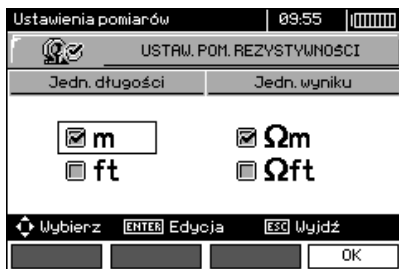 Ustawienia pomiarów 09:55
USTAW. POM. REZYSTYWNOŚCI
Jedn. długości Jedn. wyniku
m Ωm
ft Ωft
Wybierz ENTER Edycja ESC Wyjdź
OK